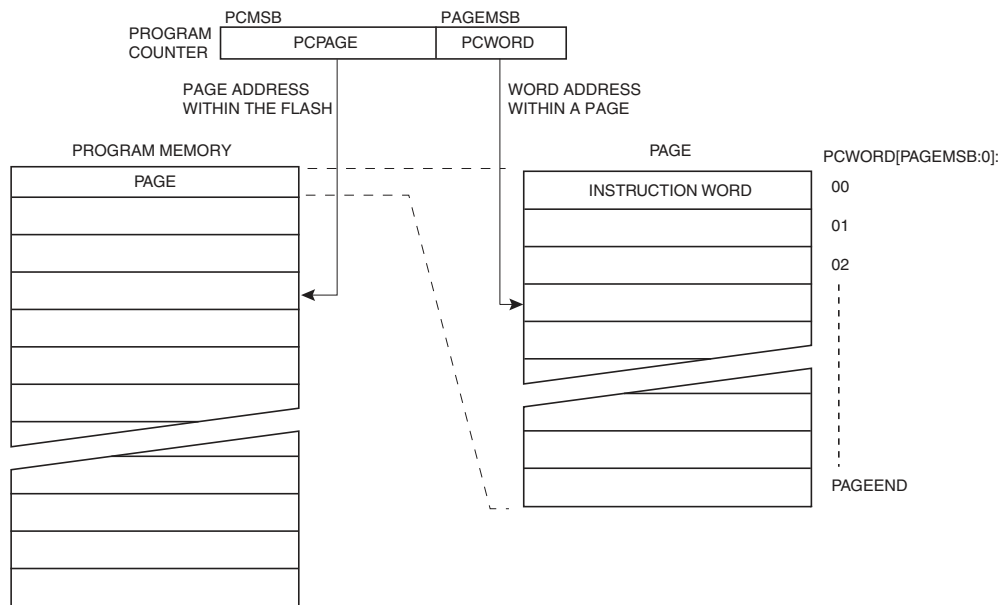 PCMSB PAGEMSB
PROGRAM
COUNTER
PCPAGE PCWORD
PAGE ADDRESS
WITHIN THE FLASH
WORD ADDRESS
WITHIN A PAGE
PROGRAM MEMORY
PAGE
PAGE
PCWORD[PAGEMSB:0]:
INSTRUCTION WORD
00
01
02
PAGEEND